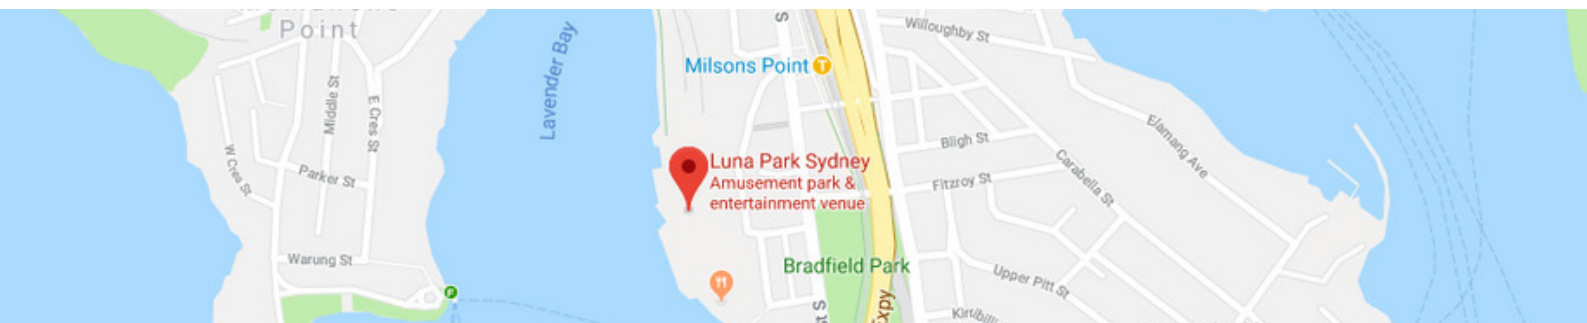 Point
Lavender Bay
Middle St
E Cres St
W Cres St
Parker St
Warung St
F
S
Milsons Point T
Luna Park Sydney
Amusement park &
entertainment venue
Bradfield Park
Expy
Willoughby St
Bligh St
Fitzroy St
Carabella St
Elamang Ave
Upper Pitt St